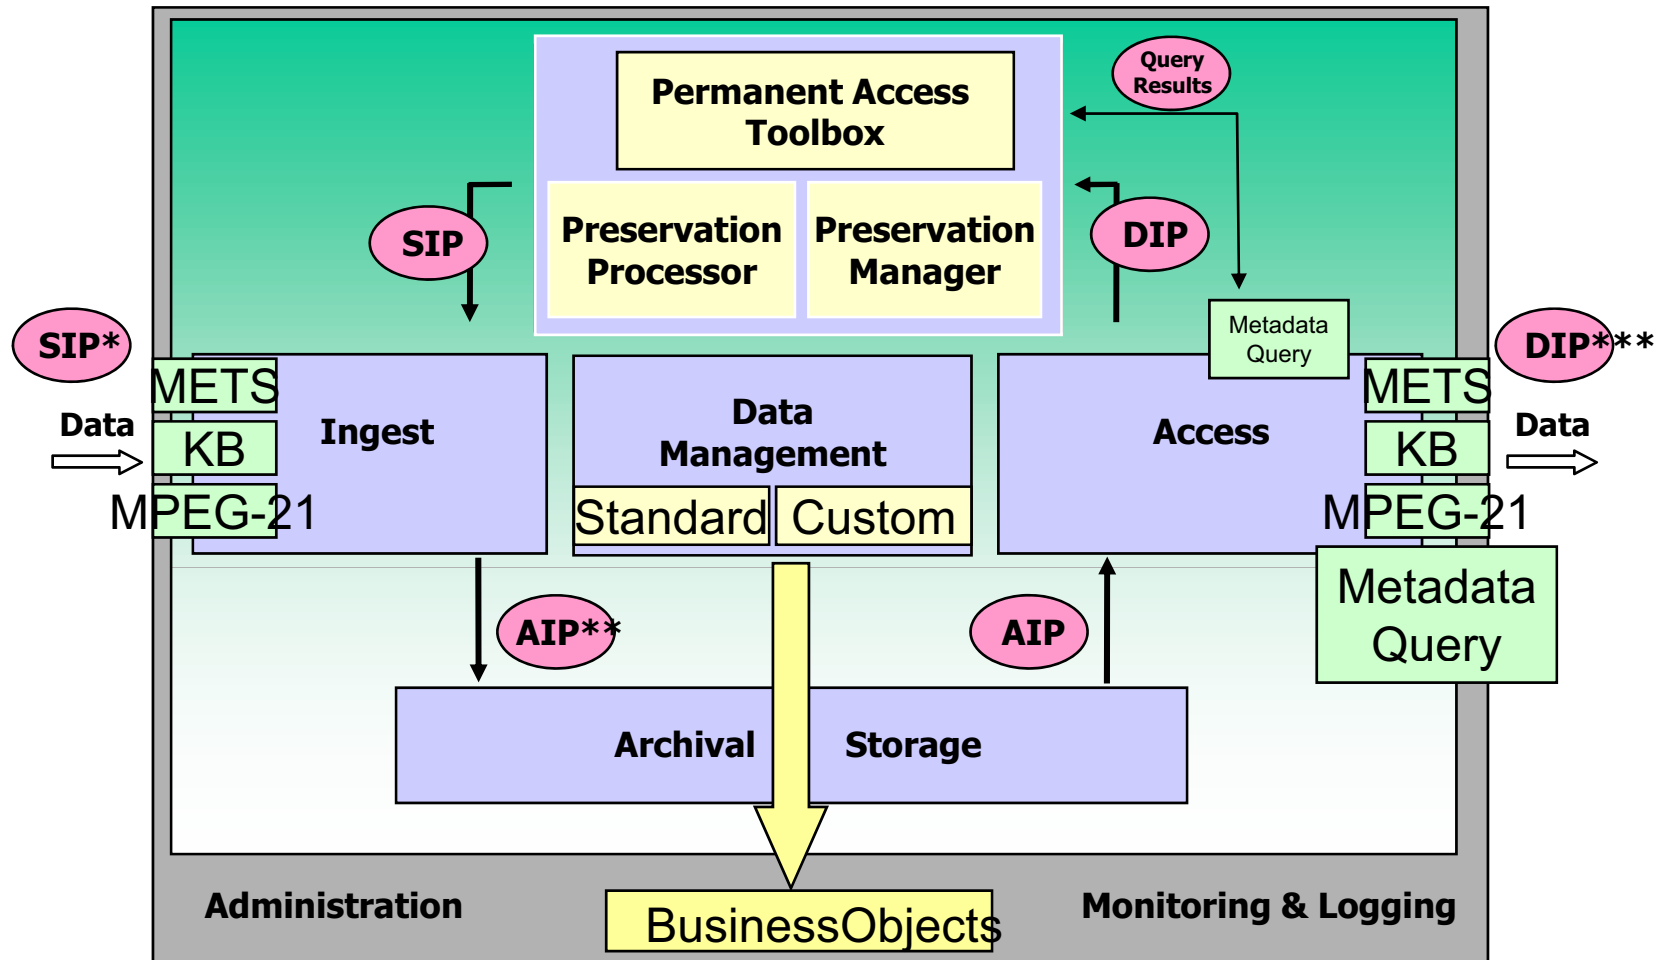 Permanent Access
Toolbox
Query
Results
Preservation
Processor
Preservation
Manager
SIP
DIP
SIP*
Metadata
Query
DIP***
METS
KB
MPEG-21
Data
Ingest
Data
Management
Standard
Custom
Access
METS
KB
MPEG-21
Data
Metadata
Query
AIP**
AIP
Archival Storage
Administration
BusinessObjects
Monitoring & Logging